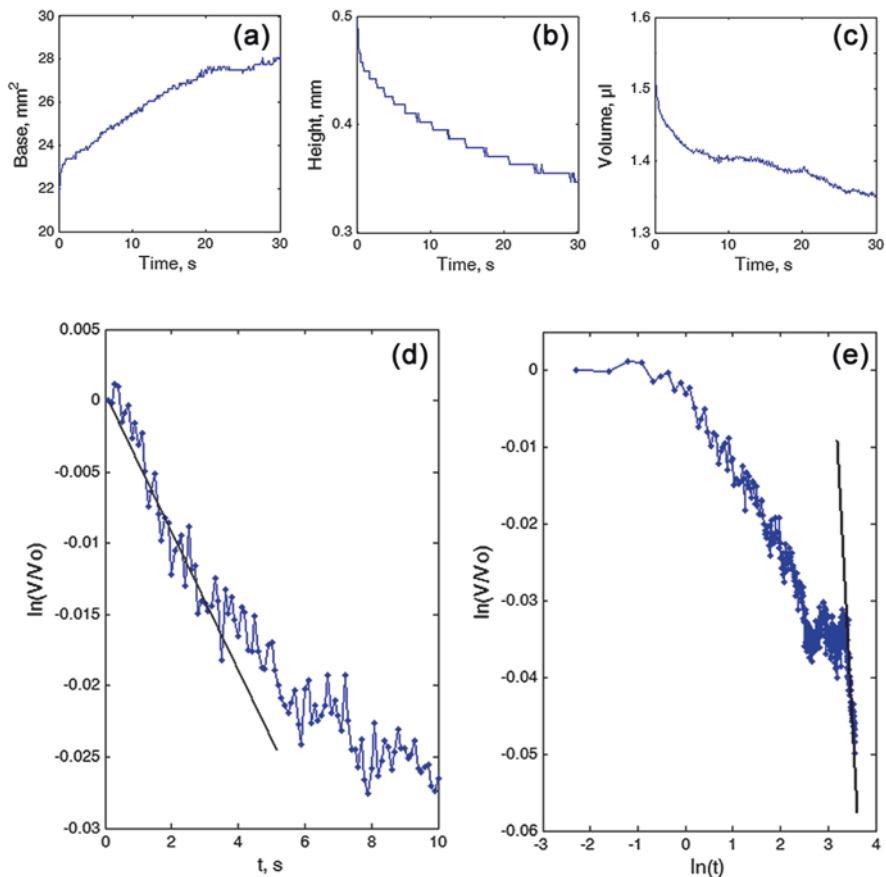 (a)
Base, mm²
28
26
24
22
20
0 10 20 30
Time, s
(b)
Height, mm
0.5
0.4
0.3
0 10 20 30
Time, s
(c)
Volume, µl
1.6
1.5
1.4
1.3
0 10 20 30
Time, s
(d)
ln(V/Vo)
0.005
0
-0.005
-0.01
-0.015
-0.02
-0.025
-0.03
0 2 4 6 8 10
t, s
(e)
ln(V/Vo)
0
-0.01
-0.02
-0.03
-0.04
-0.05
-0.06
-3 -2 -1 0 1 2 3 4
ln(t)